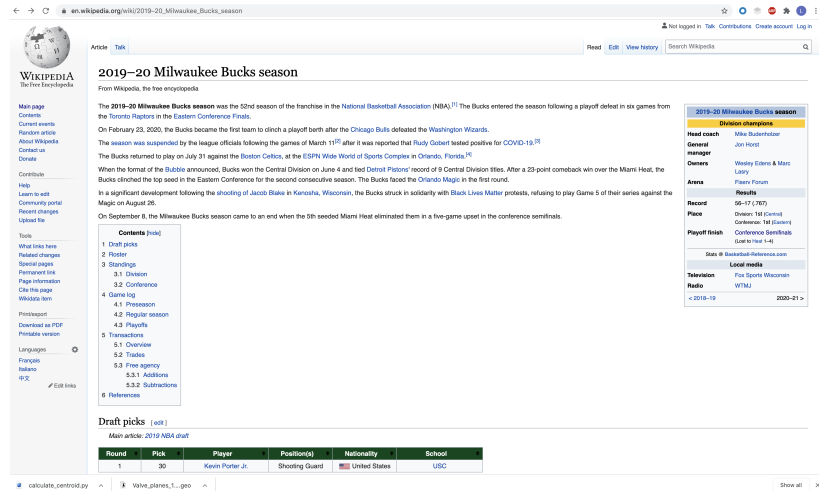 en.wikipedia.org/wiki/2019–20_Milwaukee_Bucks_season
Not logged in Talk Contributions Create account Log in
Article Talk
Read Edit View history Search Wikipedia
WIKIPEDIA
The Free Encyclopedia
Main page
Contents
Current events
Random article
About Wikipedia
Contact us
Donate
Contribute
Help
Learn to edit
Community portal
Recent changes
Upload file
Tools
What links here
Related changes
Special pages
Permanent link
Page information
Cite this page
Wikidata item
Print/export
Download as PDF
Printable version
Languages
Français
Italiano
中文
Edit links
2019–20 Milwaukee Bucks season
From Wikipedia, the free encyclopedia
The 2019–20 Milwaukee Bucks season was the 52nd season of the franchise in the National Basketball Association (NBA).[1] The Bucks entered the season following a playoff defeat in six games from
the Toronto Raptors in the Eastern Conference Finals.
On February 23, 2020, the Bucks became the first team to clinch a playoff berth after the Chicago Bulls defeated the Washington Wizards.
The season was suspended by the league officials following the games of March 11[2] after it was reported that Rudy Gobert tested positive for COVID-19.[3]
The Bucks returned to play on July 31 against the Boston Celtics, at the ESPN Wide World of Sports Complex in Orlando, Florida.[4]
When the format of the Bubble announced, Bucks won the Central Division on June 4 and tied Detroit Pistons' record of 9 Central Division titles. After a 23-point comeback win over the Miami Heat, the
Bucks clinched the top seed in the Eastern Conference for the second consecutive season. The Bucks faced the Orlando Magic in the first round.
In a significant development following the shooting of Jacob Blake in Kenosha, Wisconsin, the Bucks struck in solidarity with Black Lives Matter protests, refusing to play Game 5 of their series against the
Magic on August 26.
On September 8, the Milwaukee Bucks season came to an end when the 5th seeded Miami Heat eliminated them in a five-game upset in the conference semifinals.
2019–20 Milwaukee Bucks season
Division champions
Head coach Mike Budenholzer
General Jon Horst
manager
Owners Wesley Edens & Marc
Lasry
Arena Fiserv Forum
Results
Record 56–17 (.767)
Place Division: 1st (Central)
Conference: 1st (Eastern)
Playoff finish Conference Semifinals
(Lost to Heat 1–4)
Stats @ Basketball-Reference.com
Local media
Television Fox Sports Wisconsin
Radio WTMJ
< 2018–19 2020–21 >
Contents [hide]
1 Draft picks
2 Roster
3 Standings
3.1 Division
3.2 Conference
4 Game log
4.1 Preseason
4.2 Regular season
4.3 Playoffs
5 Transactions
5.1 Overview
5.2 Trades
5.3 Free agency
5.3.1 Additions
5.3.2 Subtractions
6 References
Draft picks [ edit ]
Main article: 2019 NBA draft
Round Pick Player Position(s) Nationality School
1 30 Kevin Porter Jr. Shooting Guard United States USC
calculate_centroid.py Valve_planes_1....geo Show all